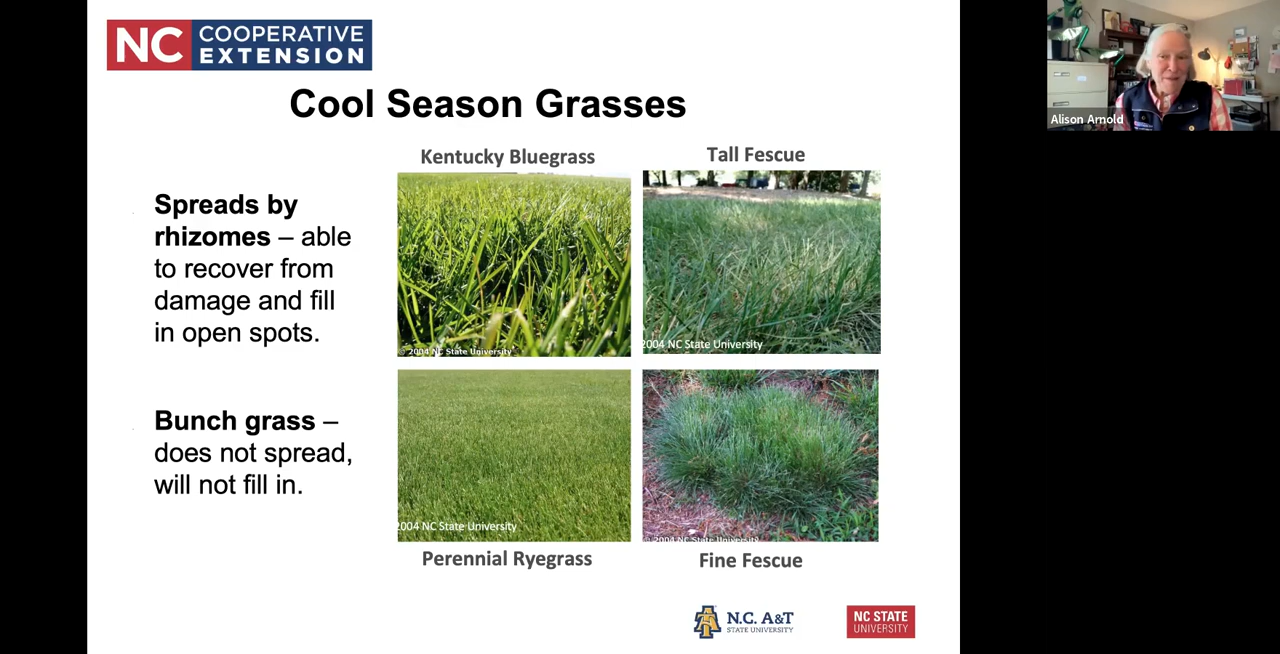 NC COOPERATIVE
EXTENSION
Cool Season Grasses
Alison Arnold
Kentucky Bluegrass
Tall Fescue
Spreads by
rhizomes – able
to recover from
damage and fill
in open spots.
© 2004 NC State University
2004 NC State University
Bunch grass –
does not spread,
will not fill in.
2004 NC State University
© 2004 NC State University
Perennial Ryegrass
Fine Fescue
N.C. A&T
STATE UNIVERSITY
NC STATE
UNIVERSITY